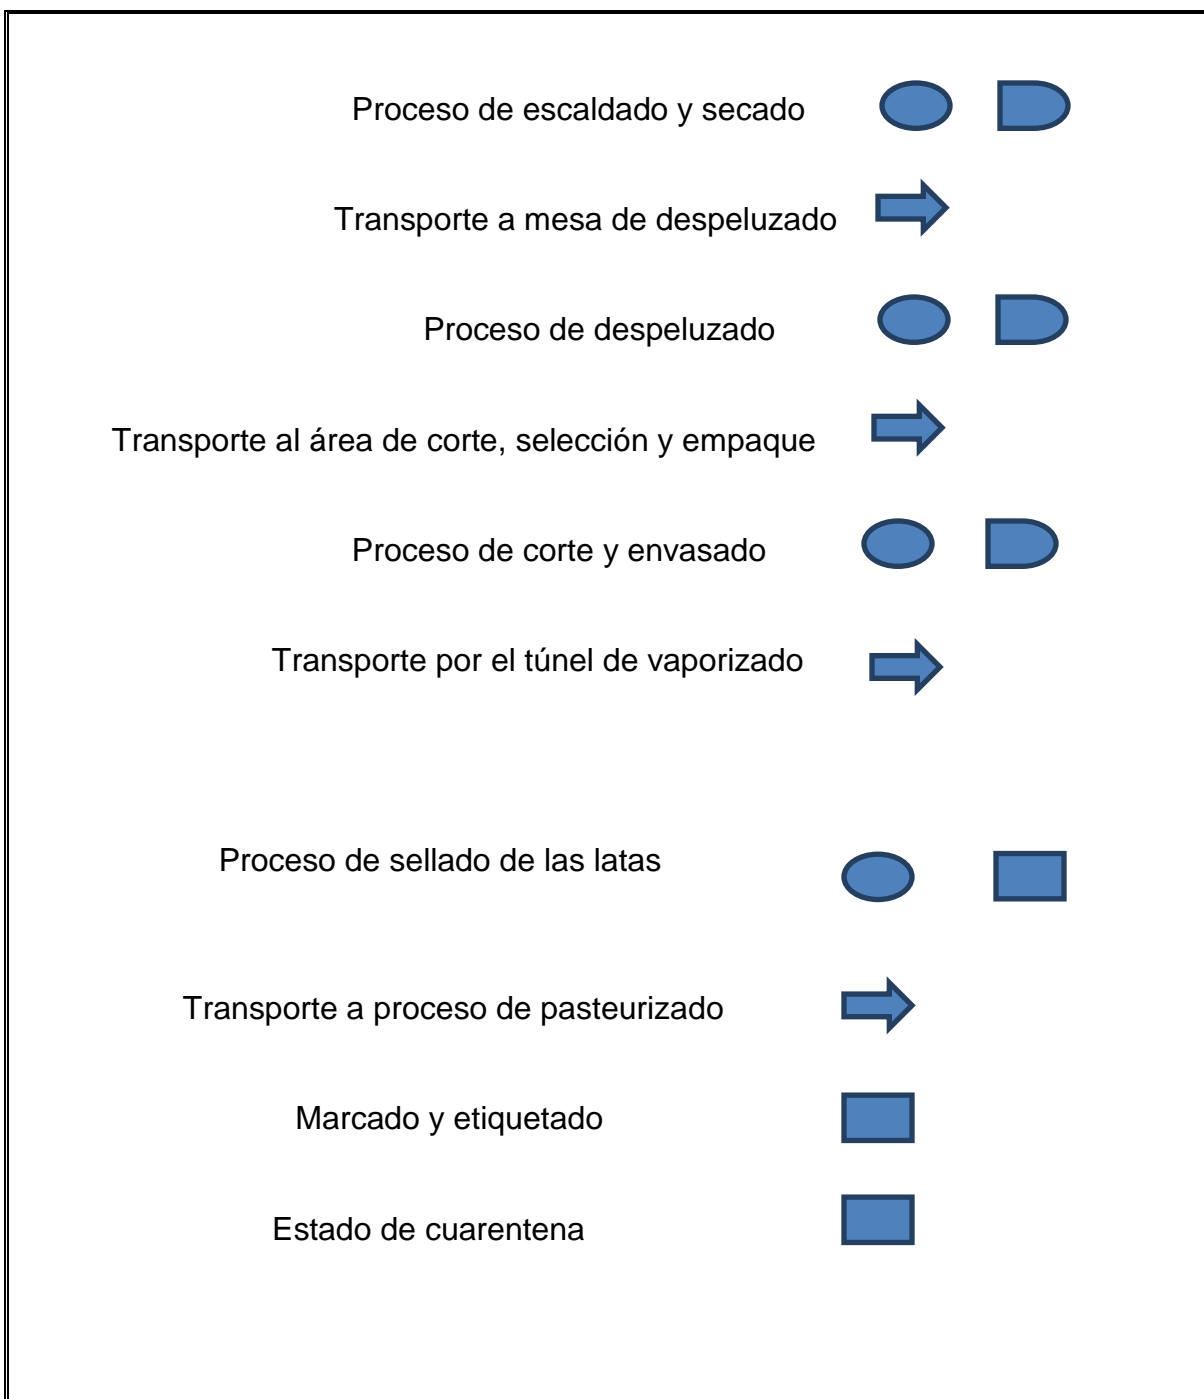 Proceso de escaldado y secado
Transporte a mesa de despeluzado
Proceso de despeluzado
Transporte al área de corte, selección y empaque
Proceso de corte y envasado
Transporte por el túnel de vaporizado
Proceso de sellado de las latas
Transporte a proceso de pasteurizado
Marcado y etiquetado
Estado de cuarentena